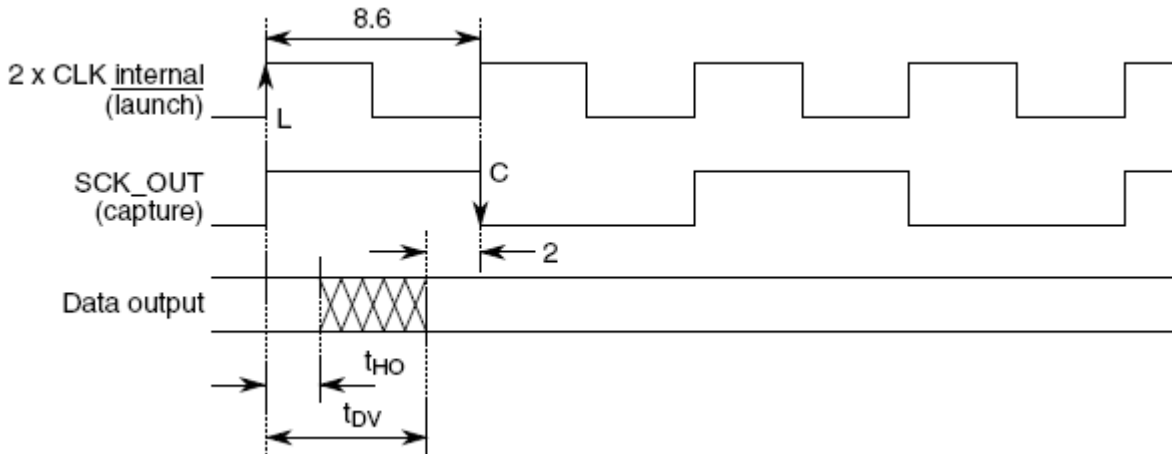 8.6
2 x CLK internal
(launch)
L
SCK_OUT
(capture)
C
2
Data output
tHO
tDV